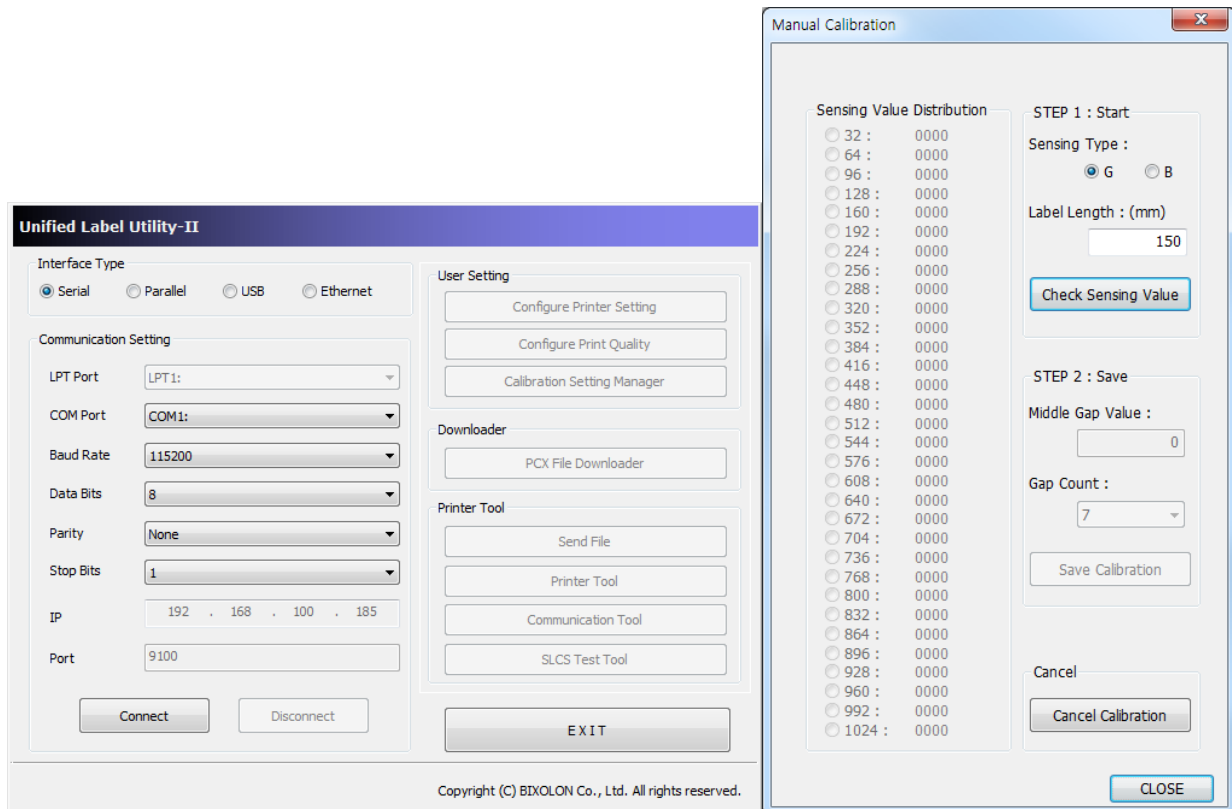 Unified Label Utility-II
Interface Type
Serial Parallel USB Ethernet
Communication Setting
LPT Port LPT1:
COM Port COM1:
Baud Rate 115200
Data Bits 8
Parity None
Stop Bits 1
IP 192 . 168 . 100 . 185
Port 9100
Connect Disconnect
User Setting
Configure Printer Setting
Configure Print Quality
Calibration Setting Manager
Downloader
PCX File Downloader
Printer Tool
Send File
Printer Tool
Communication Tool
SLCS Test Tool
EXIT
Copyright (C) BIXOLON Co., Ltd. All rights reserved.
Manual Calibration
Sensing Value Distribution
32 : 0000
64 : 0000
96 : 0000
128 : 0000
160 : 0000
192 : 0000
224 : 0000
256 : 0000
288 : 0000
320 : 0000
352 : 0000
384 : 0000
416 : 0000
448 : 0000
480 : 0000
512 : 0000
544 : 0000
576 : 0000
608 : 0000
640 : 0000
672 : 0000
704 : 0000
736 : 0000
768 : 0000
800 : 0000
832 : 0000
864 : 0000
896 : 0000
928 : 0000
960 : 0000
992 : 0000
1024 : 0000
STEP 1 : Start
Sensing Type :
G B
Label Length : (mm)
150
Check Sensing Value
STEP 2 : Save
Middle Gap Value :
0
Gap Count :
7
Save Calibration
Cancel
Cancel Calibration
CLOSE